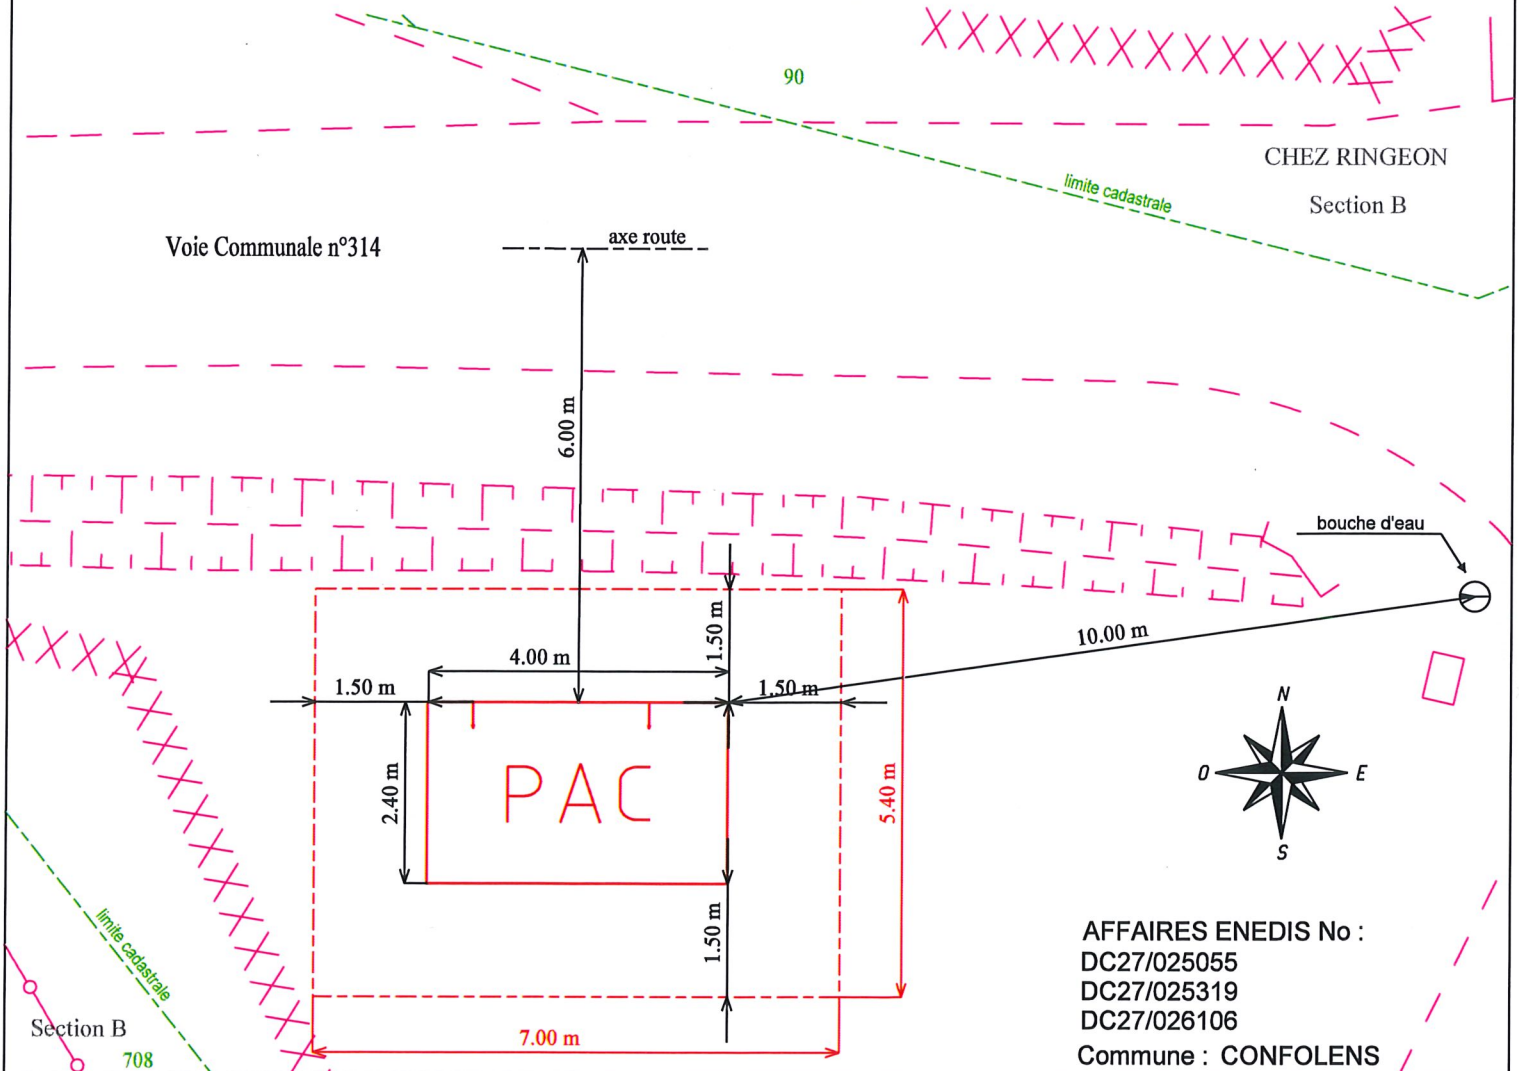 90
CHEZ RINGEON
limite cadastrale
Section B
Voie Communale n°314
axe route
6.00 m
bouche d'eau
1.50 m
10.00 m
4.00 m
1.50 m
1.50 m
N
O
E
S
2.40 m
PAC
5.40 m
limite cadastrale
1.50 m
AFFAIRES ENEDIS No :
DC27/025055
DC27/025319
DC27/026106
Commune : CONFOLENS
Section B
708
7.00 m